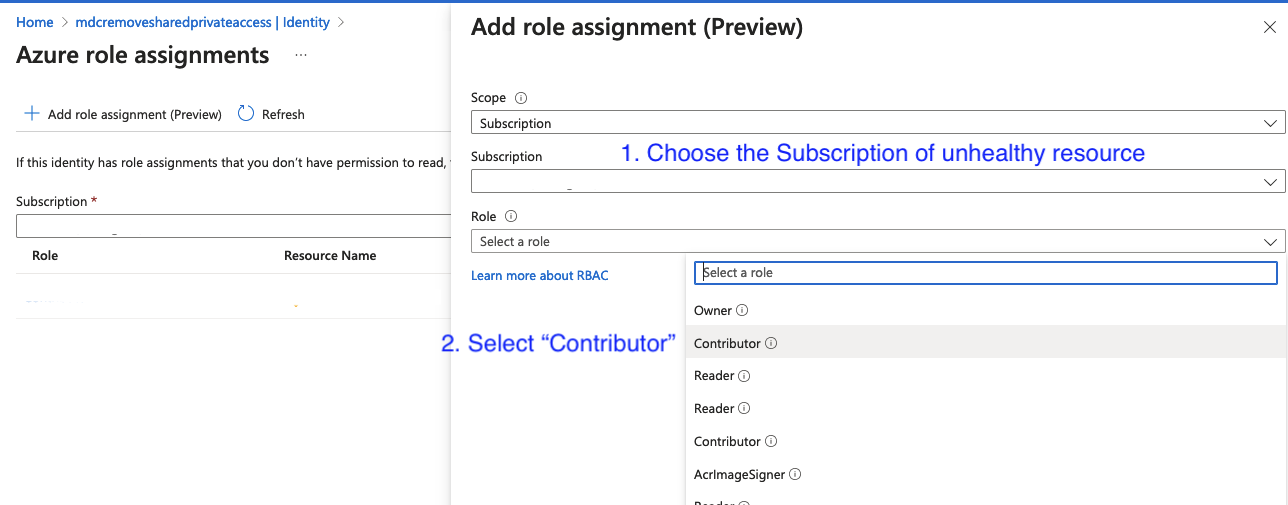 Home > mdcremovesharedprivateaccess | Identity >
Azure role assignments ...
Add role assignment (Preview)
Refresh
If this identity has role assignments that you don't have permission to read,
Subscription *
Role Resource Name
Add role assignment (Preview)
Scope
Subscription
Subscription
1. Choose the Subscription of unhealthy resource
Role
Select a role
Learn more about RBAC
Select a role
Owner
2. Select “Contributor”
Contributor
Reader
Reader
Contributor
AcrImageSigner
Reader